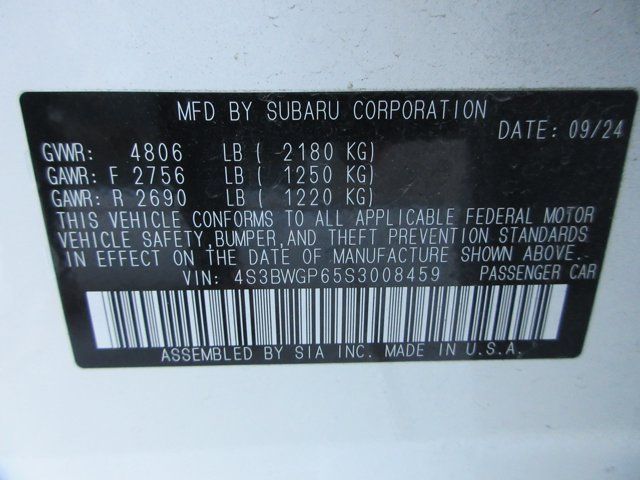 MFD BY SUBARU CORPORATION
DATE: 09/24
GVWR: 4806 LB ( 2180 KG)
GAWR: F 2756 LB ( 1250 KG)
GAWR: R 2690 LB ( 1220 KG)
THIS VEHICLE CONFORMS TO ALL APPLICABLE FEDERAL MOTOR
VEHICLE SAFETY, BUMPER, AND THEFT PREVENTION STANDARDS
IN EFFECT ON THE DATE OF MANUFACTURE SHOWN ABOVE.
VIN: 4S3BWGP65S3008459 PASSENGER CAR
ASSEMBLED BY SIA INC. MADE IN U.S.A.